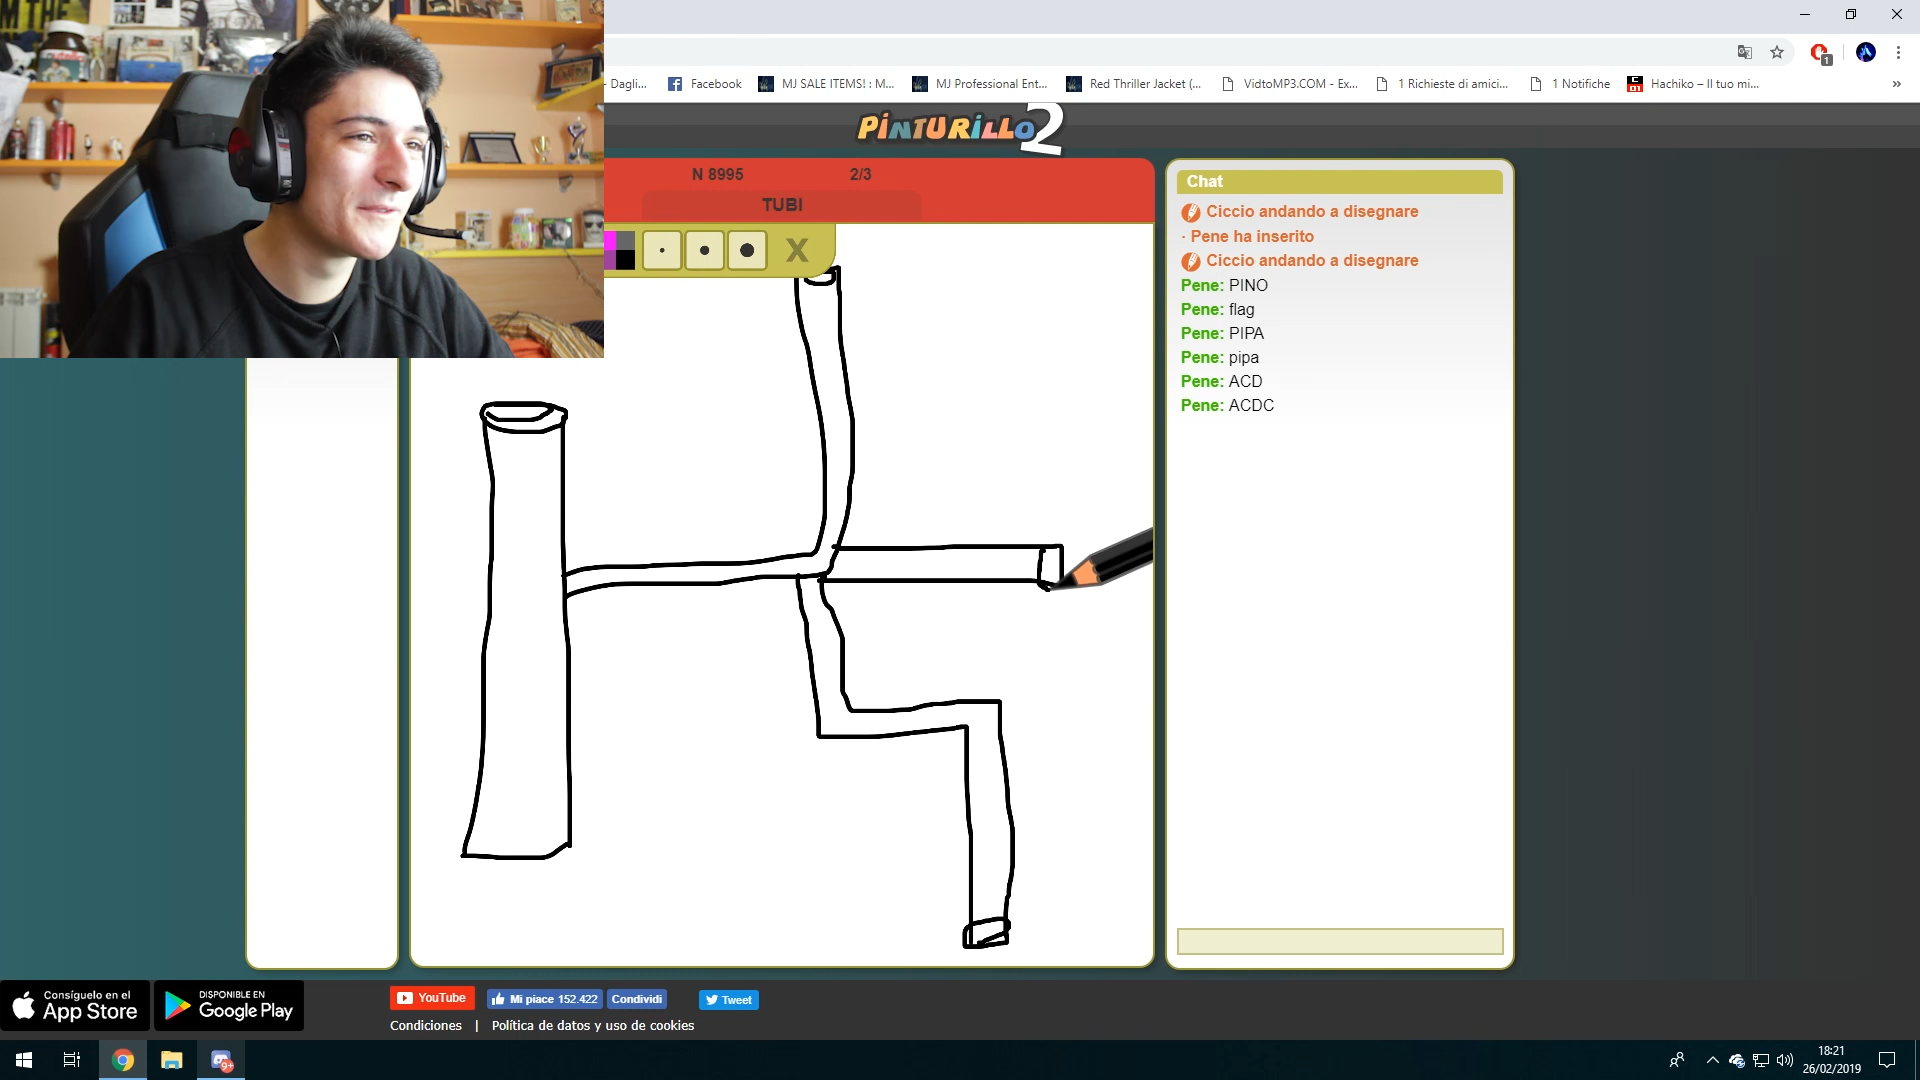 - Dagli...
Facebook
MJ SALE ITEMS! : M...
MJ Professional Ent...
Red Thriller Jacket (...
VidtoMP3.COM - Ex...
1 Richieste di amici...
1 Notifiche
Hachiko – Il tuo mi...
»
1
PiNTURiLLO2
N 8995
2/3
TUBI
X
Chat
Ciccio andando a disegnare
· Pene ha inserito
Ciccio andando a disegnare
Pene: PINO
Pene: flag
Pene: PIPA
Pene: pipa
Pene: ACD
Pene: ACDC
Consíguelo en el
App Store
DISPONIBLE EN
Google Play
YouTube
Mi piace 152.422
Condividi
Tweet
Condiciones | Política de datos y uso de cookies
9+
18:21
26/02/2019